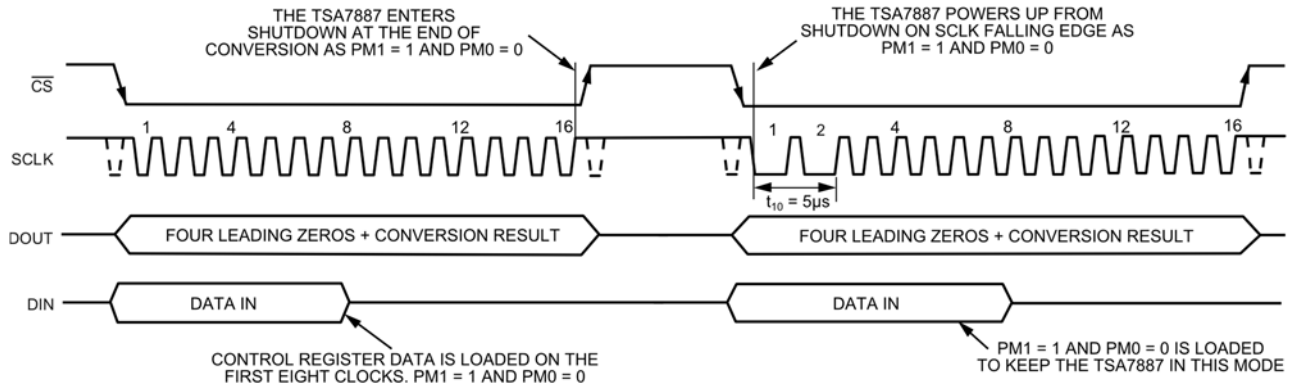 THE TSA7887 ENTERS
SHUTDOWN AT THE END OF
CONVERSION AS PM1 = 1 AND PM0 = 0
THE TSA7887 POWERS UP FROM
SHUTDOWN ON SCLK FALLING EDGE AS
PM1 = 1 AND PM0 = 0
CS
1 4 8 12 16 1 2 4 8 12 16
SCLK
t10 = 5µs
DOUT FOUR LEADING ZEROS + CONVERSION RESULT FOUR LEADING ZEROS + CONVERSION RESULT
DIN DATA IN DATA IN
CONTROL REGISTER DATA IS LOADED ON THE
FIRST EIGHT CLOCKS. PM1 = 1 AND PM0 = 0
PM1 = 1 AND PM0 = 0 IS LOADED
TO KEEP THE TSA7887 IN THIS MODE